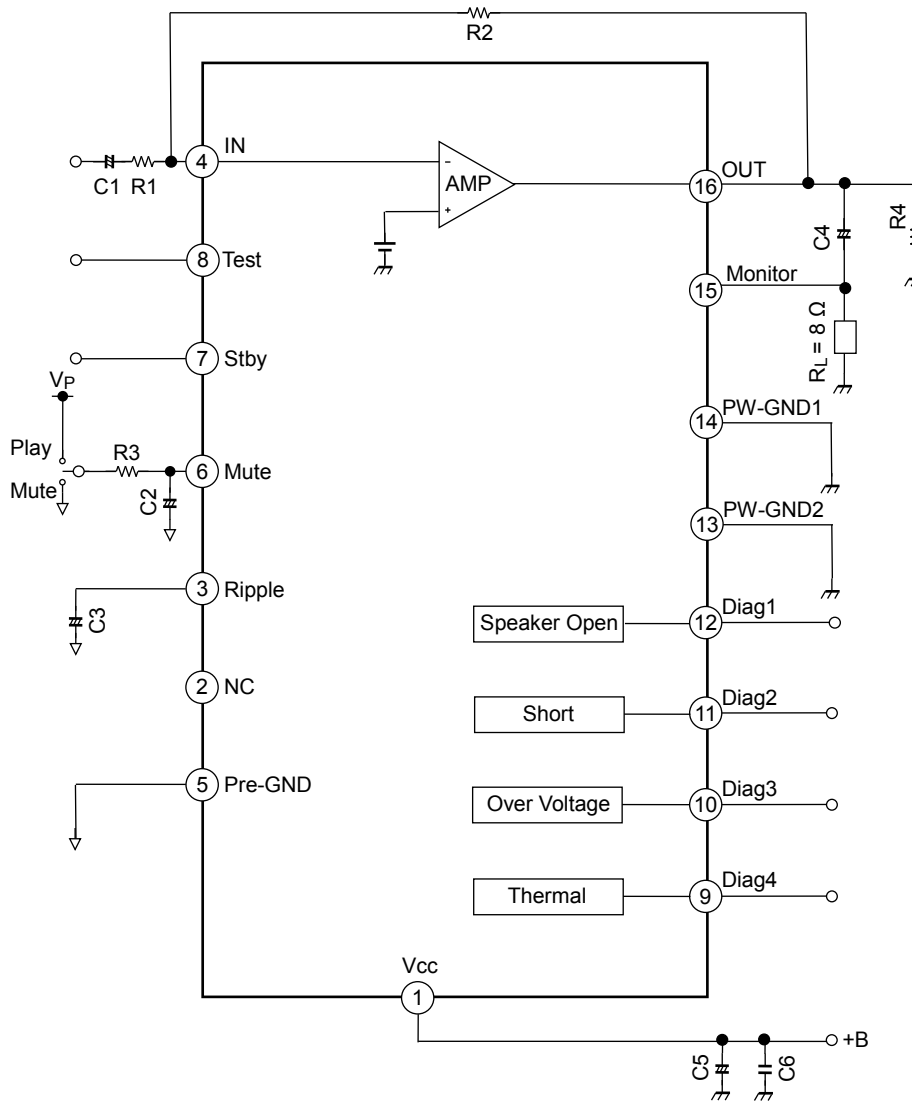 R2
4
IN
C1
R1
AMP
−
+
16
OUT
8
Test
C4
R4
15
Monitor
7
Stby
RL = 8 Ω
VP
14
PW-GND1
Play
R3
6
Mute
Mute
C2
13
PW-GND2
3
Ripple
C3
Speaker Open
12
Diag1
2
NC
Short
11
Diag2
5
Pre-GND
Over Voltage
10
Diag3
Thermal
9
Diag4
Vcc
1
+B
C5
C6